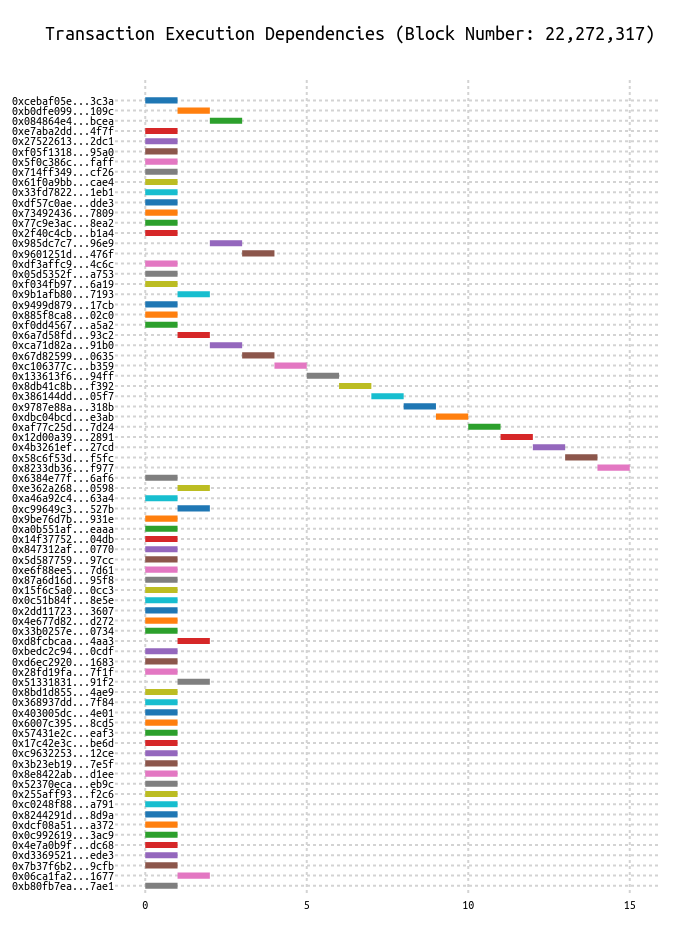 Transaction Execution Dependencies (Block Number: 22,272,317)
0xcebaf05e...3c3a
0xb0dfe099...109c
0x084864e4...bcea
0xe7aba2dd...4f7f
0x27522613...2dc1
0xf05f1318...95a0
0x5f0c386c...faff
0x714ff349...cf26
0x61f0a9bb...cae4
0x33fd7822...1eb1
0xdf57c0ae...dde3
0x73492436...7809
0x77c9e3ac...8ea2
0x2f40c4cb...b1a4
0x985dc7c7...96e9
0x9601251d...476f
0xdf3affc9...4c6c
0x05d5352f...a753
0xf034fb97...6a19
0x9b1afb80...7193
0x9499d879...17cb
0x885f8ca8...02c0
0xf0dd4567...a5a2
0x6a7d58fd...93c2
0xca71d82a...91b0
0x67d82599...0635
0xc106377c...b359
0x133613f6...94ff
0x8db41c8b...f392
0x386144dd...05f7
0x9787e88a...318b
0xdbc04bcd...e3ab
0xaf77c25d...7d24
0x12d00a39...2891
0x4b3261ef...27cd
0x58c6f53d...f5fc
0x8233db36...f977
0x6384e77f...6af6
0xe362a268...0598
0xa46a92c4...63a4
0xc99649c3...527b
0x9be76d7b...931e
0xa0b551af...eaaa
0x14f37752...04db
0x847312af...0770
0x5d587759...97cc
0xe6f88ee5...7d61
0x87a6d16d...95f8
0x15f6c5a0...0cc3
0x0c51b84f...8e5e
0x2dd11723...3607
0x4e677d82...d272
0x33b0257e...0734
0xd8fcbcaa...4aa3
0xbedc2c94...0cdf
0xd6ec2920...1683
0x28fd19fa...7f1f
0x51331831...91f2
0x8bd1d855...4ae9
0x368937dd...7f84
0x403005dc...4e01
0x6007c395...8cd5
0x57431e2c...eaf3
0x17c42e3c...be6d
0xc9632253...12ce
0x3b23eb19...7e5f
0x8e8422ab...d1ee
0x52370eca...eb9c
0x255aff93...f2c6
0xc0248f88...a791
0x8244291d...8d9a
0xdcf08a51...a372
0x0c992619...3ac9
0x4e7a0b9f...dc68
0xd3369521...ede3
0x7b37f6b2...9cfb
0x06ca1fa2...1677
0xb80fb7ea...7ae1
0 5 10 15